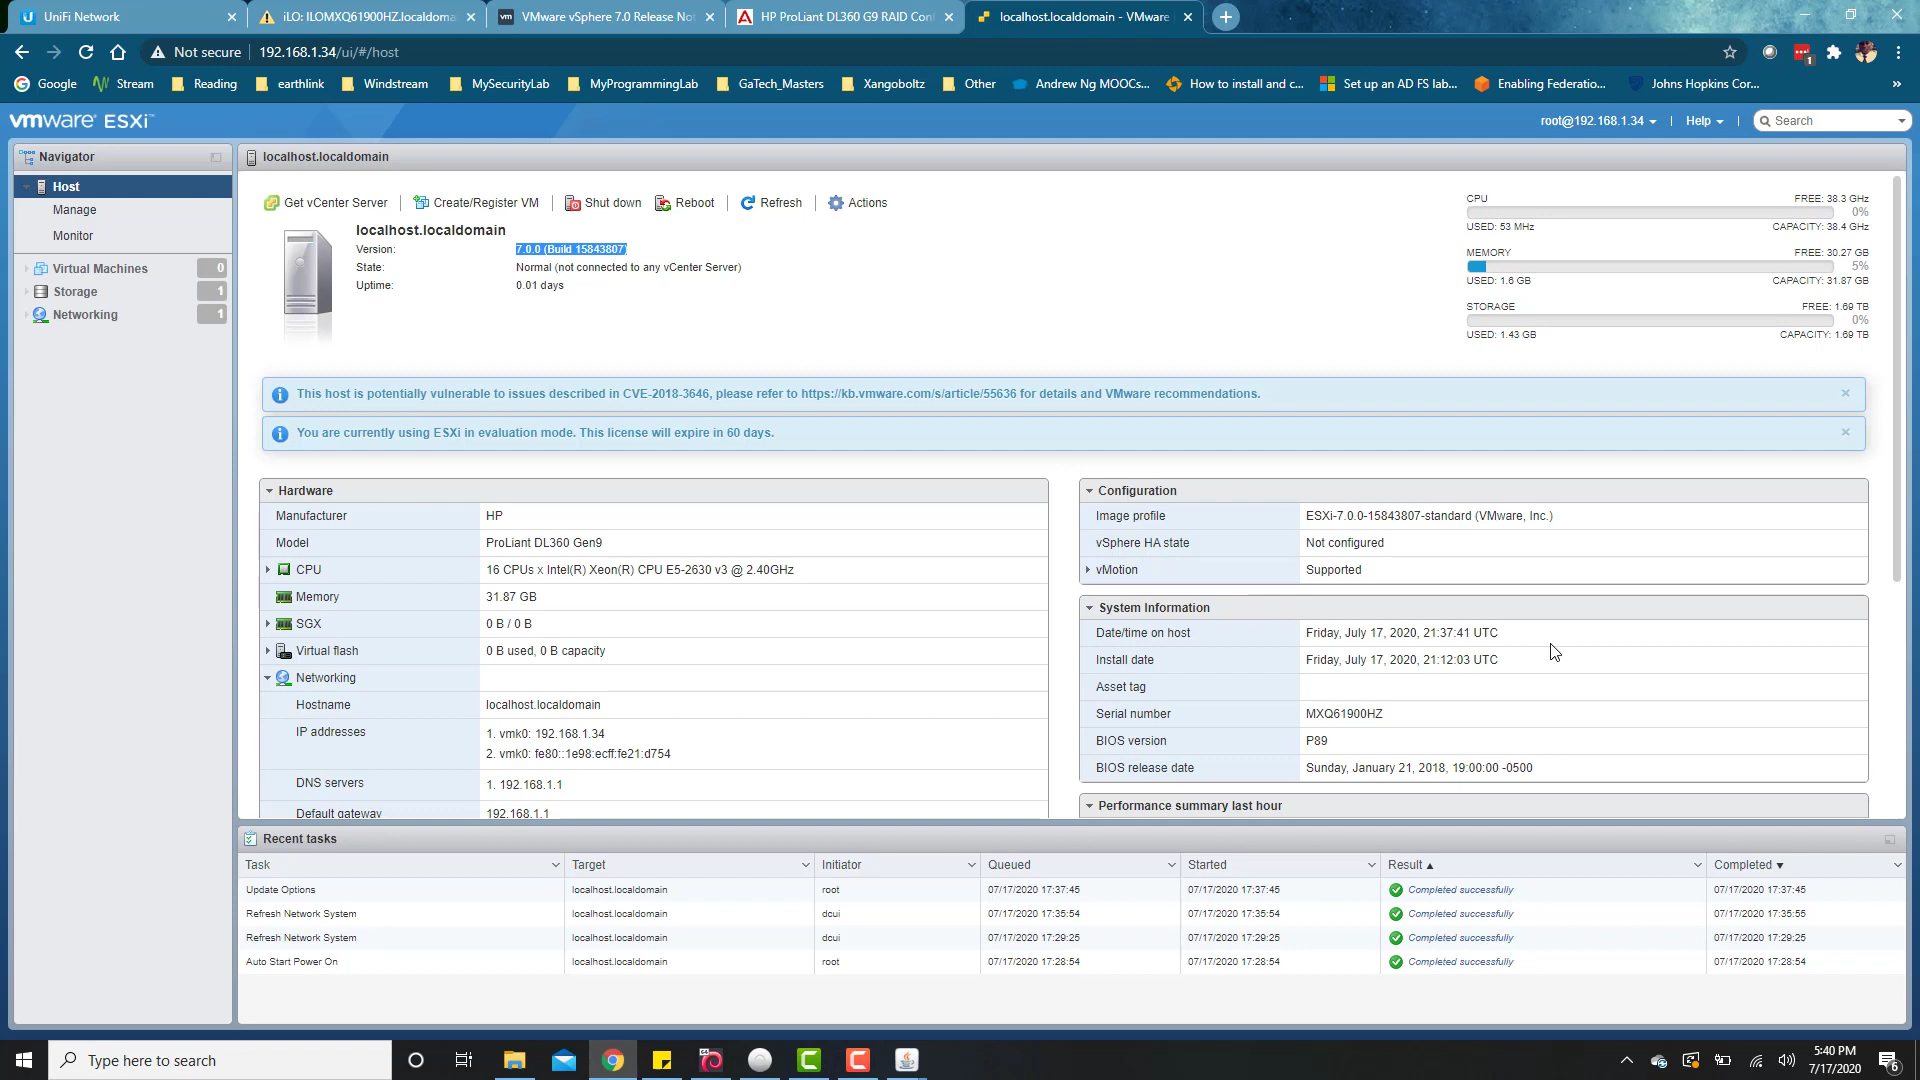 UniFi Network
iLO: ILOMXQ61900HZ.localdomai
VMware vSphere 7.0 Release Not
HP ProLiant DL360 G9 RAID Conf
localhost.localdomain - VMware
Not secure
192.168.1.34/ui/#/host
Google
Stream
Reading
earthlink
Windstream
MySecurityLab
MyProgrammingLab
GaTech_Masters
Xangoboltz
Other
Andrew Ng MOOCs...
How to install and c...
Set up an AD FS lab...
Enabling Federatio...
Johns Hopkins Cor...
»
vmware® ESXi™
root@192.168.1.34
Help
Search
Navigator
Host
Manage
Monitor
Virtual Machines 0
Storage 1
Networking 1
localhost.localdomain
Get vCenter Server
Create/Register VM
Shut down
Reboot
Refresh
Actions
localhost.localdomain
Version: 7.0.0 (Build 15843807)
State: Normal (not connected to any vCenter Server)
Uptime: 0.01 days
CPU FREE: 38.3 GHz
0%
USED: 53 MHz CAPACITY: 38.4 GHz
MEMORY FREE: 30.27 GB
5%
USED: 1.6 GB CAPACITY: 31.87 GB
STORAGE FREE: 1.69 TB
0%
USED: 1.43 GB CAPACITY: 1.69 TB
This host is potentially vulnerable to issues described in CVE-2018-3646, please refer to https://kb.vmware.com/s/article/55636 for details and VMware recommendations.
You are currently using ESXi in evaluation mode. This license will expire in 60 days.
Hardware
Manufacturer HP
Model ProLiant DL360 Gen9
CPU 16 CPUs x Intel(R) Xeon(R) CPU E5-2630 v3 @ 2.40GHz
Memory 31.87 GB
SGX 0 B / 0 B
Virtual flash 0 B used, 0 B capacity
Networking
Hostname localhost.localdomain
IP addresses 1. vmk0: 192.168.1.34
2. vmk0: fe80::1e98:ecff:fe21:d754
DNS servers 1. 192.168.1.1
Default gateway 192.168.1.1
Configuration
Image profile ESXi-7.0.0-15843807-standard (VMware, Inc.)
vSphere HA state Not configured
vMotion Supported
System Information
Date/time on host Friday, July 17, 2020, 21:37:41 UTC
Install date Friday, July 17, 2020, 21:12:03 UTC
Asset tag
Serial number MXQ61900HZ
BIOS version P89
BIOS release date Sunday, January 21, 2018, 19:00:00 -0500
Performance summary last hour
Recent tasks
Task Target Initiator Queued Started Result Completed
Update Options localhost.localdomain root 07/17/2020 17:37:45 07/17/2020 17:37:45 Completed successfully 07/17/2020 17:37:45
Refresh Network System localhost.localdomain dcui 07/17/2020 17:35:54 07/17/2020 17:35:54 Completed successfully 07/17/2020 17:35:55
Refresh Network System localhost.localdomain dcui 07/17/2020 17:29:25 07/17/2020 17:29:25 Completed successfully 07/17/2020 17:29:25
Auto Start Power On localhost.localdomain root 07/17/2020 17:28:54 07/17/2020 17:28:54 Completed successfully 07/17/2020 17:28:54
Type here to search
5:40 PM
7/17/2020
6